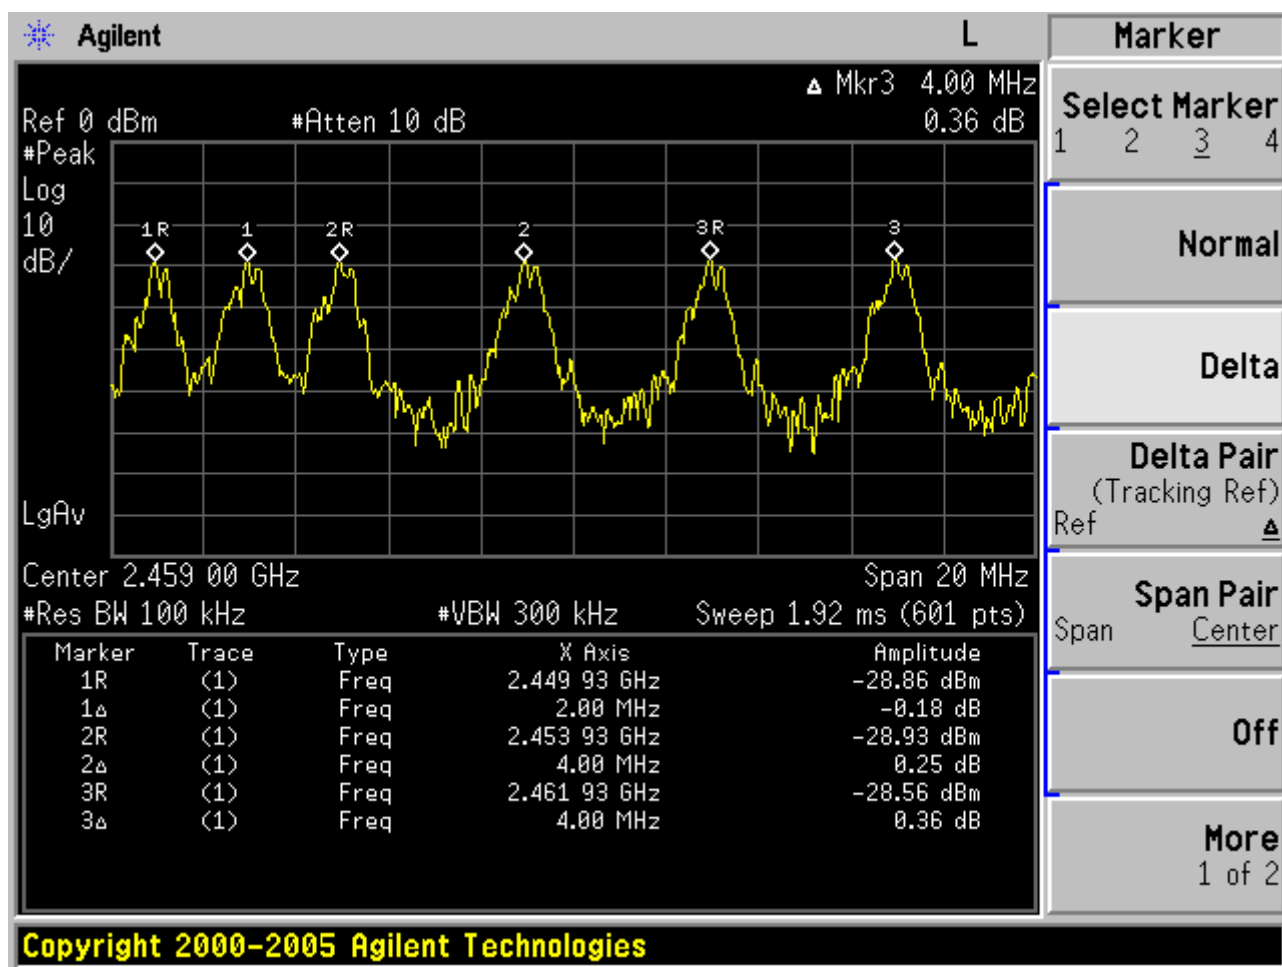 Agilent L Marker
Δ Mkr3 4.00 MHz
Ref 0 dBm #Atten 10 dB 0.36 dB
#Peak
Log
10
dB/
1R 1 2R 2 3R 3
LgAv
Center 2.459 00 GHz Span 20 MHz
#Res BW 100 kHz #VBW 300 kHz Sweep 1.92 ms (601 pts)
Marker Trace Type X Axis Amplitude
1R (1) Freq 2.449 93 GHz -28.86 dBm
1Δ (1) Freq 2.00 MHz -0.18 dB
2R (1) Freq 2.453 93 GHz -28.93 dBm
2Δ (1) Freq 4.00 MHz 0.25 dB
3R (1) Freq 2.461 93 GHz -28.56 dBm
3Δ (1) Freq 4.00 MHz 0.36 dB
Select Marker
1 2 3 4
Normal
Delta
Delta Pair
(Tracking Ref)
Ref Δ
Span Pair
Span Center
Off
More
1 of 2
Copyright 2000-2005 Agilent Technologies